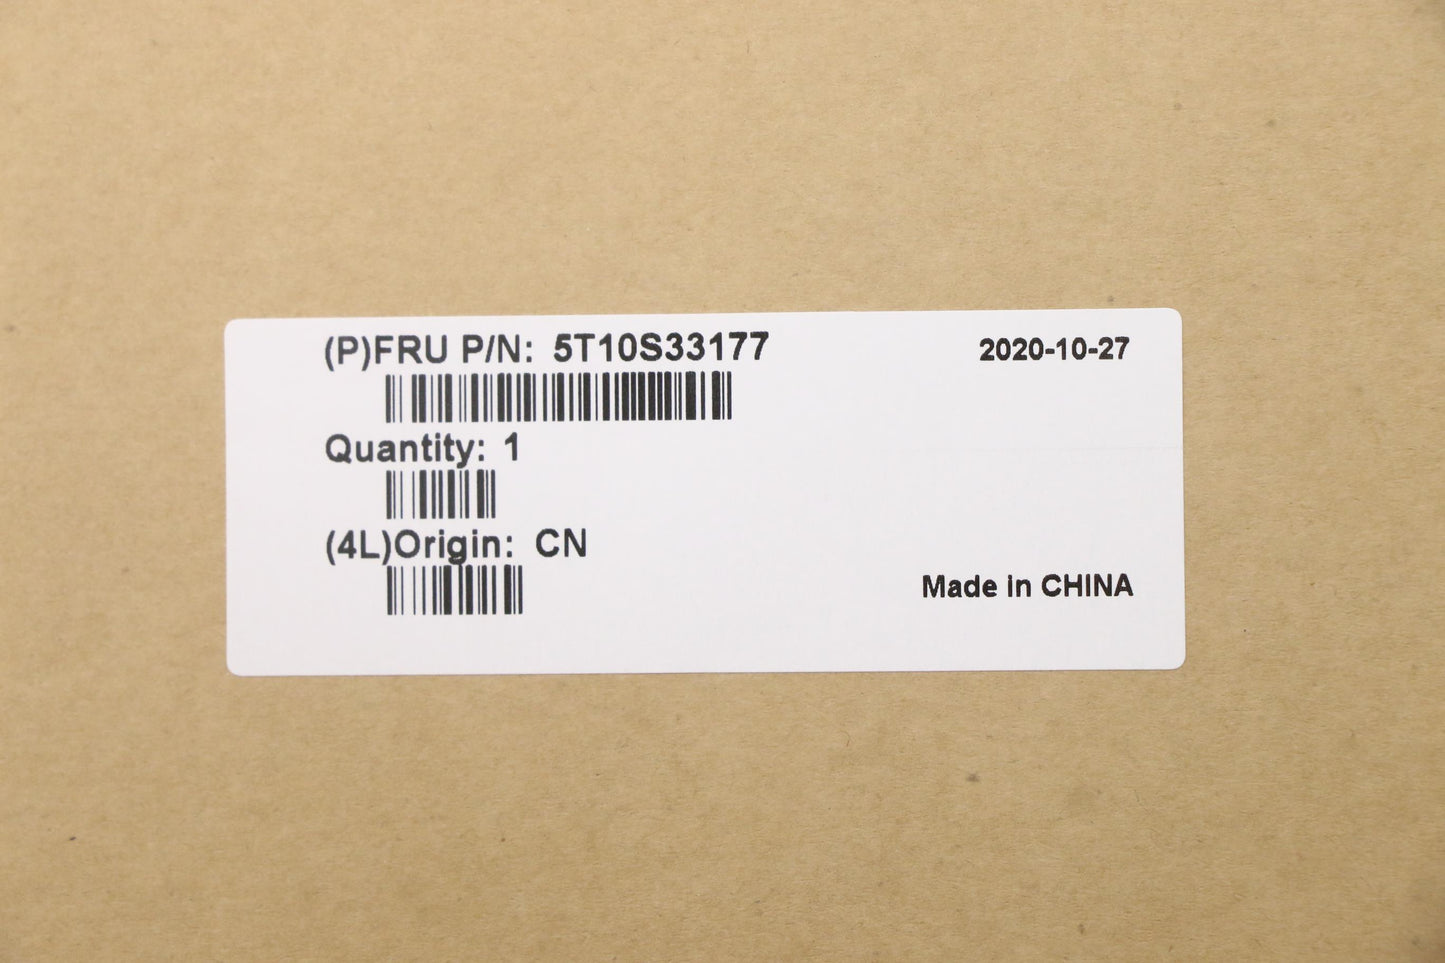 (P)FRU P/N: 5T10S33177 2020-10-27
Quantity: 1
(4L)Origin: CN
Made in CHINA